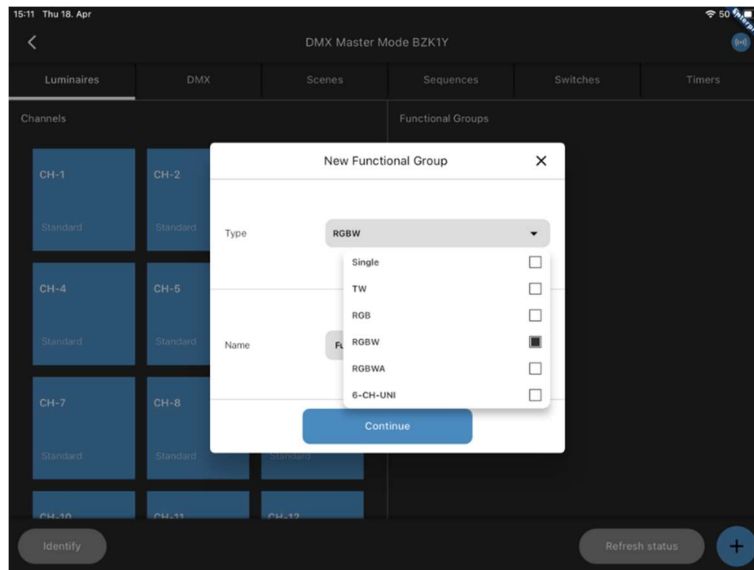 15:11 Thu 18. Apr
50
DMX Master Mode BZK1Y
Luminaires DMX Scenes Sequences Switches Timers
Channels Functional Groups
New Functional Group
CH-1 CH-2
Standard Standard
Type RGBW
Single
TW
RGB
RGBW
RGBWA
6-CH-UNI
CH-4 CH-5
Standard Standard
Name Fu
CH-7 CH-8
Continue
Standard Standard Standard
CH-10 CH-11 CH-12
Identify Refresh status +